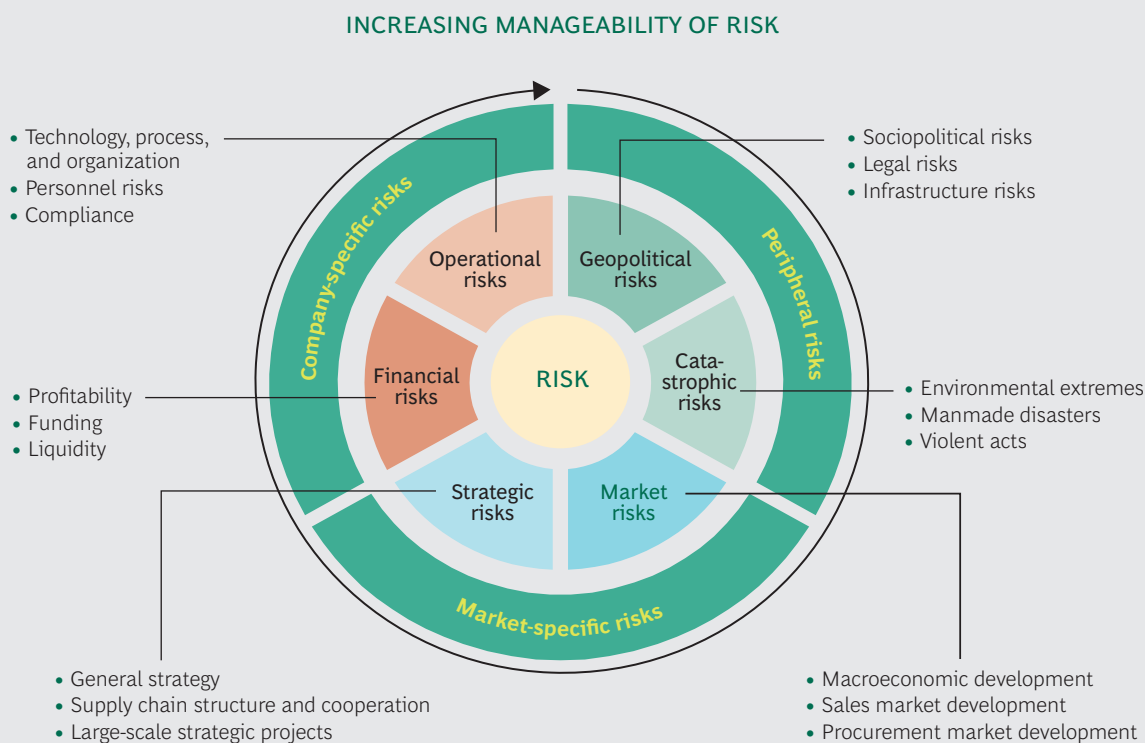 INCREASING MANAGEABILITY OF RISK
• Technology, process,
and organization
• Personnel risks
• Compliance
• Sociopolitical risks
• Legal risks
• Infrastructure risks
Company-specific risks
Peripheral risks
Operational
risks
Geopolitical
risks
Financial
risks
RISK
Cata-
strophic
risks
• Profitability
• Funding
• Liquidity
• Environmental extremes
• Manmade disasters
• Violent acts
Strategic
risks
Market
risks
Market-specific risks
• General strategy
• Supply chain structure and cooperation
• Large-scale strategic projects
• Macroeconomic development
• Sales market development
• Procurement market development